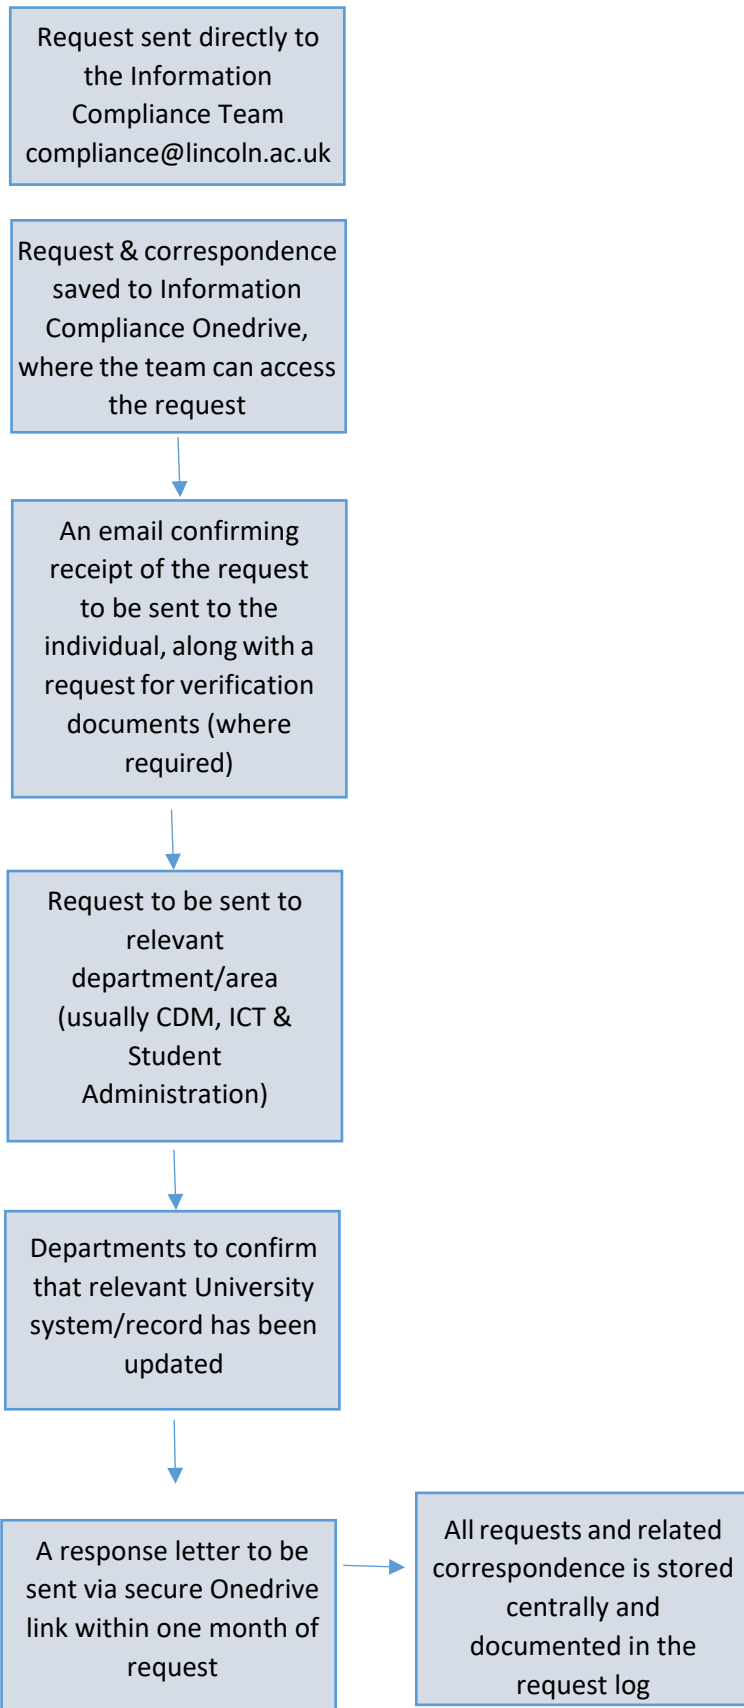 Request sent directly to
the Information
Compliance Team
compliance@lincoln.ac.uk
Request & correspondence
saved to Information
Compliance Onedrive,
where the team can access
the request
An email confirming
receipt of the request
to be sent to the
individual, along with a
request for verification
documents (where
required)
Request to be sent to
relevant
department/area
(usually CDM, ICT &
Student
Administration)
Departments to confirm
that relevant University
system/record has been
updated
A response letter to be
sent via secure Onedrive
link within one month of
request
All requests and related
correspondence is stored
centrally and
documented in the
request log